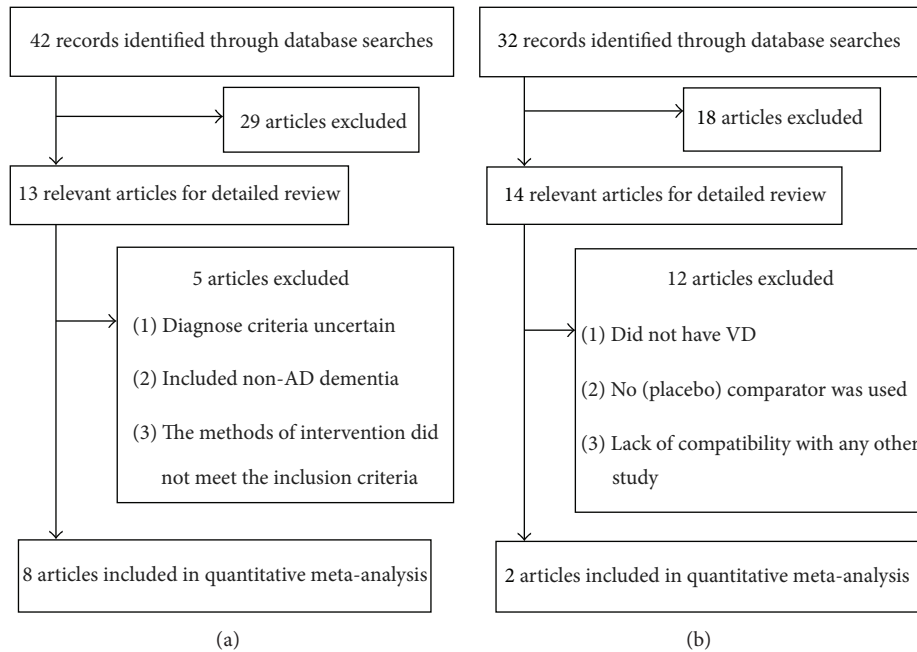 42 records identified through database searches
29 articles excluded
13 relevant articles for detailed review
5 articles excluded
(1) Diagnose criteria uncertain
(2) Included non-AD dementia
(3) The methods of intervention did
not meet the inclusion criteria
8 articles included in quantitative meta-analysis
(a)
32 records identified through database searches
18 articles excluded
14 relevant articles for detailed review
12 articles excluded
(1) Did not have VD
(2) No (placebo) comparator was used
(3) Lack of compatibility with any other
study
2 articles included in quantitative meta-analysis
(b)